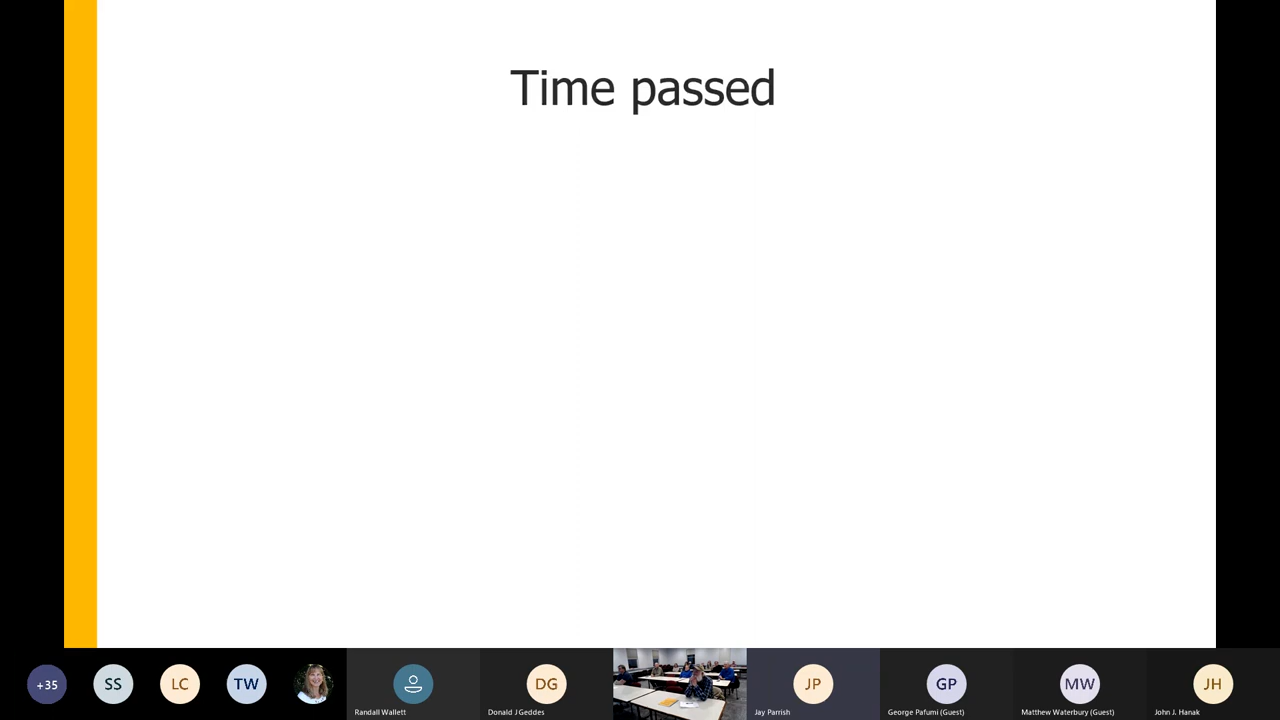 Time passed
+35
SS
LC
TW
Randall Wallett
DG
Donald J Geddes
JP
Jay Parrish
GP
George Pafumi (Guest)
MW
Matthew Waterbury (Guest)
JH
John J. Hanak